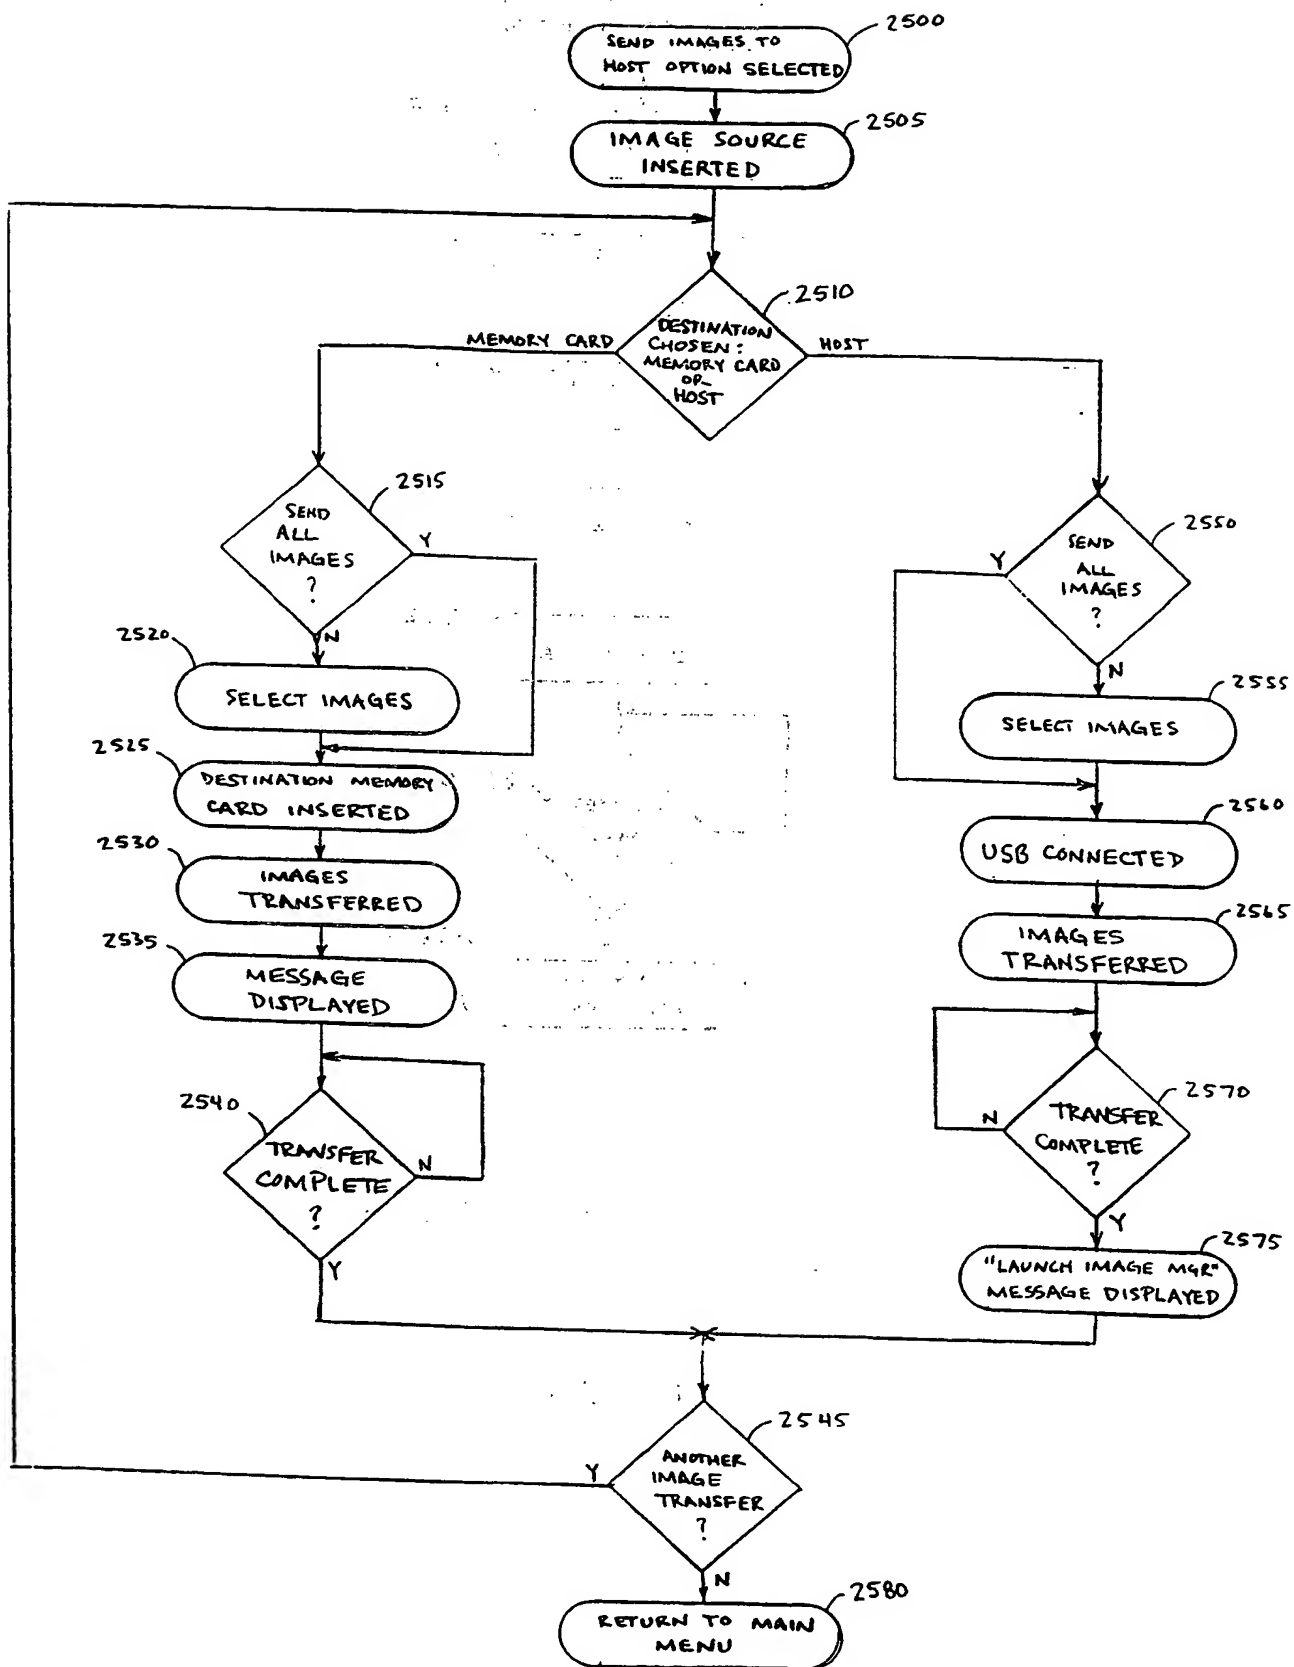 2500
SEND IMAGES TO
HOST OPTION SELECTED
2505
IMAGE SOURCE
INSERTED
2510
DESTINATION
CHOSEN:
MEMORY CARD
OR
HOST
MEMORY CARD
HOST
2515
SEND
ALL
IMAGES
?
Y
N
2520
SELECT IMAGES
2525
DESTINATION MEMORY
CARD INSERTED
2530
IMAGES
TRANSFERRED
2535
MESSAGE
DISPLAYED
2540
TRANSFER
COMPLETE
?
N
Y
2550
SEND
ALL
IMAGES
?
Y
N
2555
SELECT IMAGES
2560
USB CONNECTED
2565
IMAGES
TRANSFERRED
2570
TRANSFER
COMPLETE
?
N
Y
2575
"LAUNCH IMAGE MGR"
MESSAGE DISPLAYED
2545
ANOTHER
IMAGE
TRANSFER
?
Y
N
2580
RETURN TO MAIN
MENU